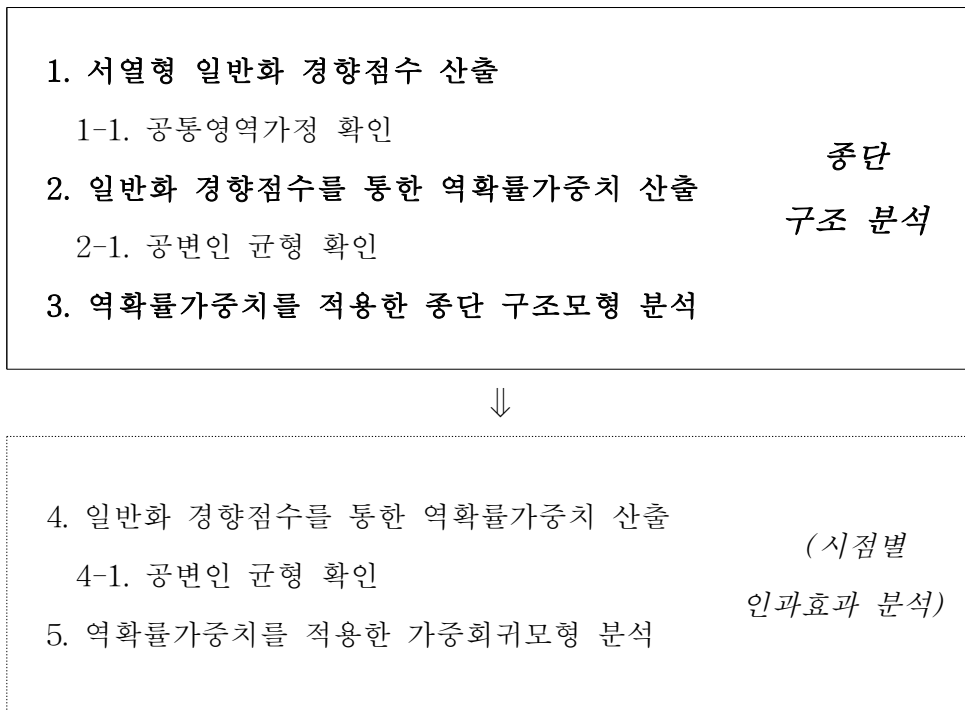 1. 서열형 일반화 경향점수 산출
1-1. 공통영역가정 확인
2. 일반화 경향점수를 통한 역확률가중치 산출
2-1. 공변인 균형 확인
3. 역확률가중치를 적용한 종단 구조모형 분석
종단
구조 분석
⇓
4. 일반화 경향점수를 통한 역확률가중치 산출
4-1. 공변인 균형 확인
5. 역확률가중치를 적용한 가중회귀모형 분석
(시점별
인과효과 분석)